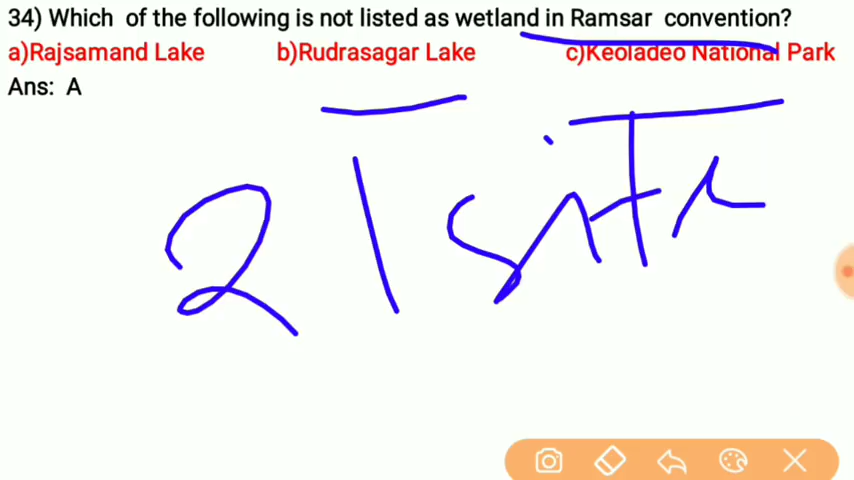 34) Which of the following is not listed as wetland in Ramsar convention?
a)Rajsamand Lake b)Rudrasagar Lake c)Keoladeo National Park
Ans: A
2